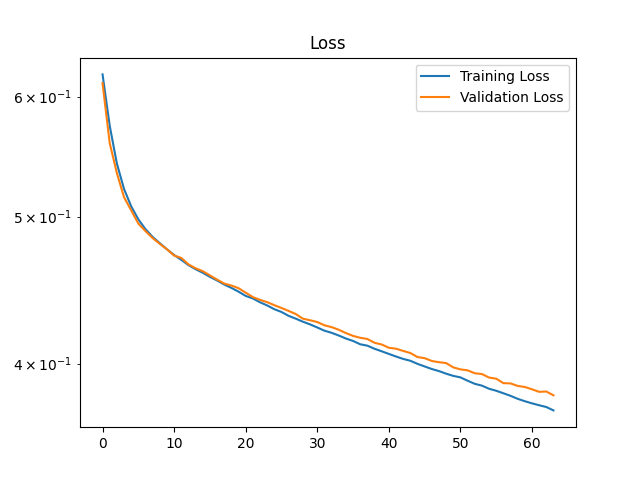 Loss
Training Loss
Validation Loss
6 × 10⁻¹
5 × 10⁻¹
4 × 10⁻¹
0 10 20 30 40 50 60